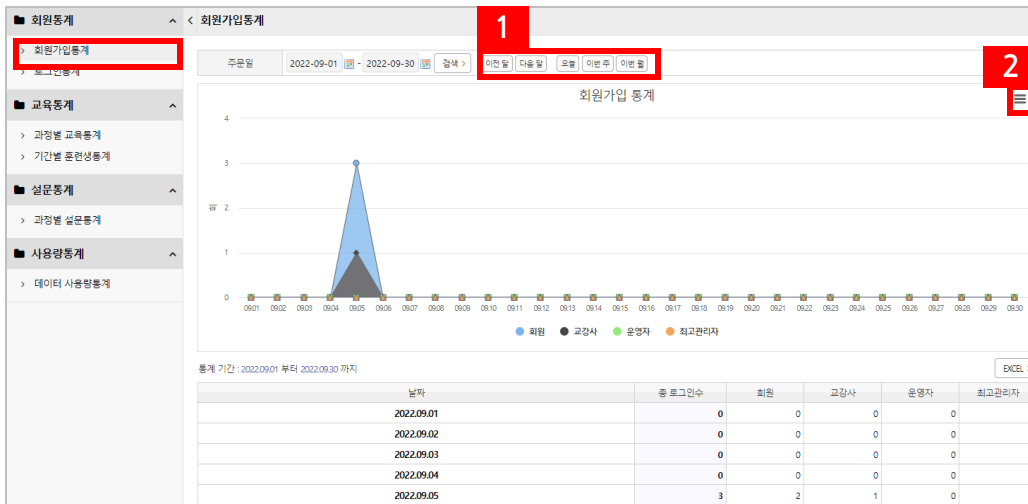 회원통계
회원가입통계
로그인통계
교육통계
과정별 교육통계
기간별 훈련생통계
설문통계
과정별 설문통계
사용량통계
데이터 사용량통계
< 회원가입통계
1
주문일 2022-09-01 - 2022-09-30 검색 > 이전 달 다음 달 오늘 이번 주 이번 월
2
회원가입 통계
4
3
회 2
1
0
09.01 09.02 09.03 09.04 09.05 09.06 09.07 09.08 09.09 09.10 09.11 09.12 09.13 09.14 09.15 09.16 09.17 09.18 09.19 09.20 09.21 09.22 09.23 09.24 09.25 09.26 09.27 09.28 09.29 09.30
회원 교강사 운영자 최고관리자
통계 기간 : 2022.09.01 부터 2022.09.30 까지 EXCEL
날짜 총 로그인수 회원 교강사 운영자 최고관리자
2022.09.01 0 0 0 0
2022.09.02 0 0 0 0
2022.09.03 0 0 0 0
2022.09.04 0 0 0 0
2022.09.05 3 2 1 0